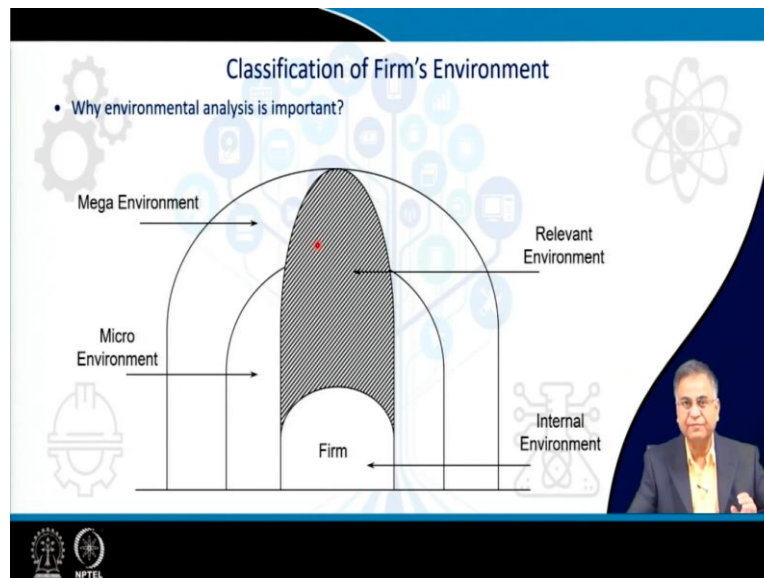 Classification of Firm's Environment
• Why environmental analysis is important?
Mega Environment
Relevant
Environment
Micro
Environment
Internal
Environment
Firm
NPTEL